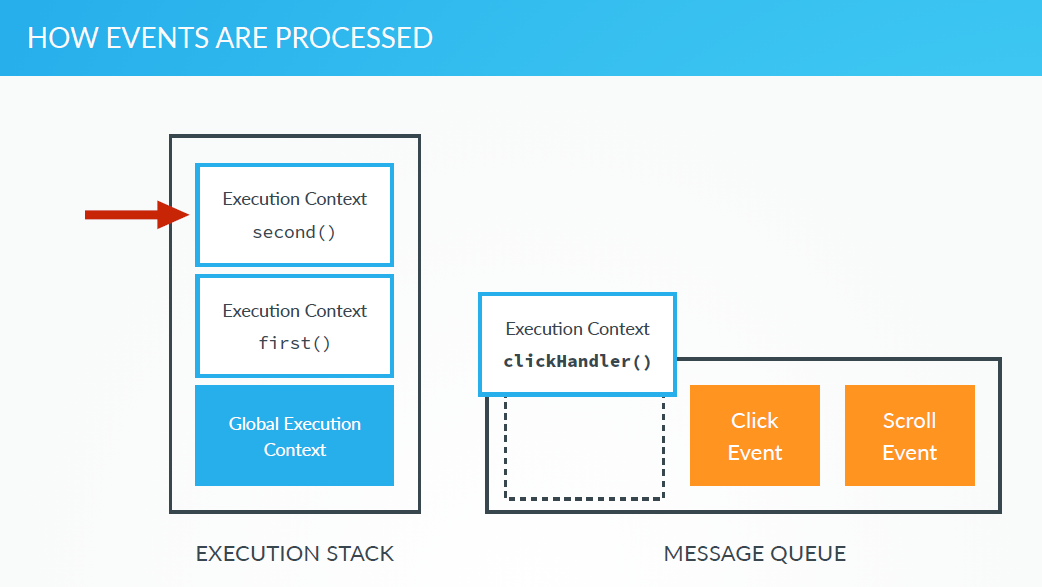 HOW EVENTS ARE PROCESSED
Execution Context
second()
Execution Context
first()
Global Execution
Context
EXECUTION STACK
Execution Context
clickHandler()
Click
Event
Scroll
Event
MESSAGE QUEUE